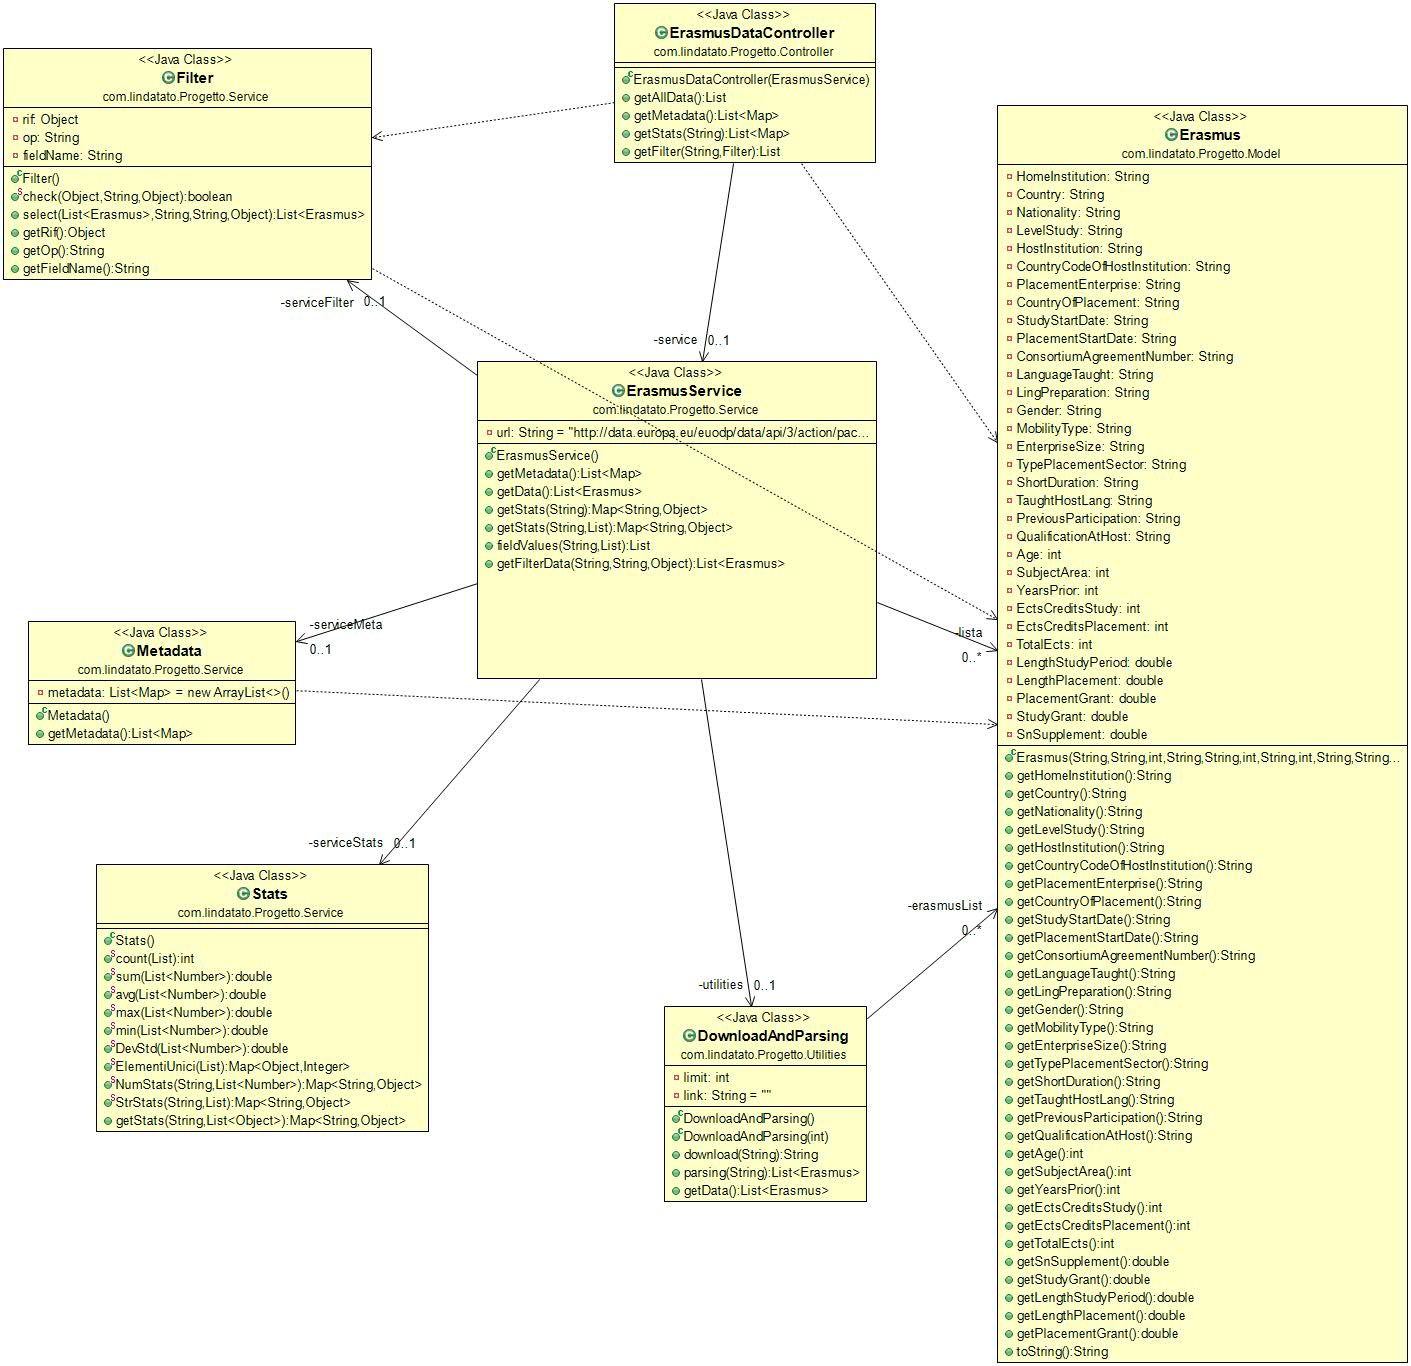 <<Java Class>>
ErasmusDataController
com.lindatato.Progetto.Controller
ErasmusDataController(ErasmusService)
getAllData():List
getMetadata():List<Map>
getStats(String):List<Map>
getFilter(String,Filter):List
<<Java Class>>
Filter
com.lindatato.Progetto.Service
rif: Object
op: String
fieldName: String
Filter()
check(Object,String,Object):boolean
select(List<Erasmus>,String,String,Object):List<Erasmus>
getRif():Object
getOp():String
getFieldName():String
-serviceFilter 0..1
-service 0..1
<<Java Class>>
ErasmusService
com.lindatato.Progetto.Service
url: String = "http://data.europa.eu/euodp/data/api/3/action/pac...
ErasmusService()
getMetadata():List<Map>
getData():List<Erasmus>
getStats(String):Map<String,Object>
getStats(String,List):Map<String,Object>
fieldValues(String,List):List
getFilterData(String,String,Object):List<Erasmus>
-serviceMeta
0..1
-lista
0..*
<<Java Class>>
Metadata
com.lindatato.Progetto.Service
metadata: List<Map> = new ArrayList<>()
Metadata()
getMetadata():List<Map>
-serviceStats 0..1
<<Java Class>>
Stats
com.lindatato.Progetto.Service
Stats()
count(List):int
sum(List<Number>):double
avg(List<Number>):double
max(List<Number>):double
min(List<Number>):double
DevStd(List<Number>):double
ElementiUnici(List):Map<Object,Integer>
NumStats(String,List<Number>):Map<String,Object>
StrStats(String,List):Map<String,Object>
getStats(String,List<Object>):Map<String,Object>
-utilities 0..1
<<Java Class>>
DownloadAndParsing
com.lindatato.Progetto.Utilities
limit: int
link: String = ""
DownloadAndParsing()
DownloadAndParsing(int)
download(String):String
parsing(String):List<Erasmus>
getData():List<Erasmus>
-erasmusList
0..*
<<Java Class>>
Erasmus
com.lindatato.Progetto.Model
HomeInstitution: String
Country: String
Nationality: String
LevelStudy: String
HostInstitution: String
CountryCodeOfHostInstitution: String
PlacementEnterprise: String
CountryOfPlacement: String
StudyStartDate: String
PlacementStartDate: String
ConsortiumAgreementNumber: String
LanguageTaught: String
LingPreparation: String
Gender: String
MobilityType: String
EnterpriseSize: String
TypePlacementSector: String
ShortDuration: String
TaughtHostLang: String
PreviousParticipation: String
QualificationAtHost: String
Age: int
SubjectArea: int
YearsPrior: int
EctsCreditsStudy: int
EctsCreditsPlacement: int
TotalEcts: int
LengthStudyPeriod: double
LengthPlacement: double
PlacementGrant: double
StudyGrant: double
SnSupplement: double
Erasmus(String,String,int,String,String,int,String,int,String,String...
getHomeInstitution():String
getCountry():String
getNationality():String
getLevelStudy():String
getHostInstitution():String
getCountryCodeOfHostInstitution():String
getPlacementEnterprise():String
getCountryOfPlacement():String
getStudyStartDate():String
getPlacementStartDate():String
getConsortiumAgreementNumber():String
getLanguageTaught():String
getLingPreparation():String
getGender():String
getMobilityType():String
getEnterpriseSize():String
getTypePlacementSector():String
getShortDuration():String
getTaughtHostLang():String
getPreviousParticipation():String
getQualificationAtHost():String
getAge():int
getSubjectArea():int
getYearsPrior():int
getEctsCreditsStudy():int
getEctsCreditsPlacement():int
getTotalEcts():int
getSnSupplement():double
getStudyGrant():double
getLengthStudyPeriod():double
getLengthPlacement():double
getPlacementGrant():double
toString():String